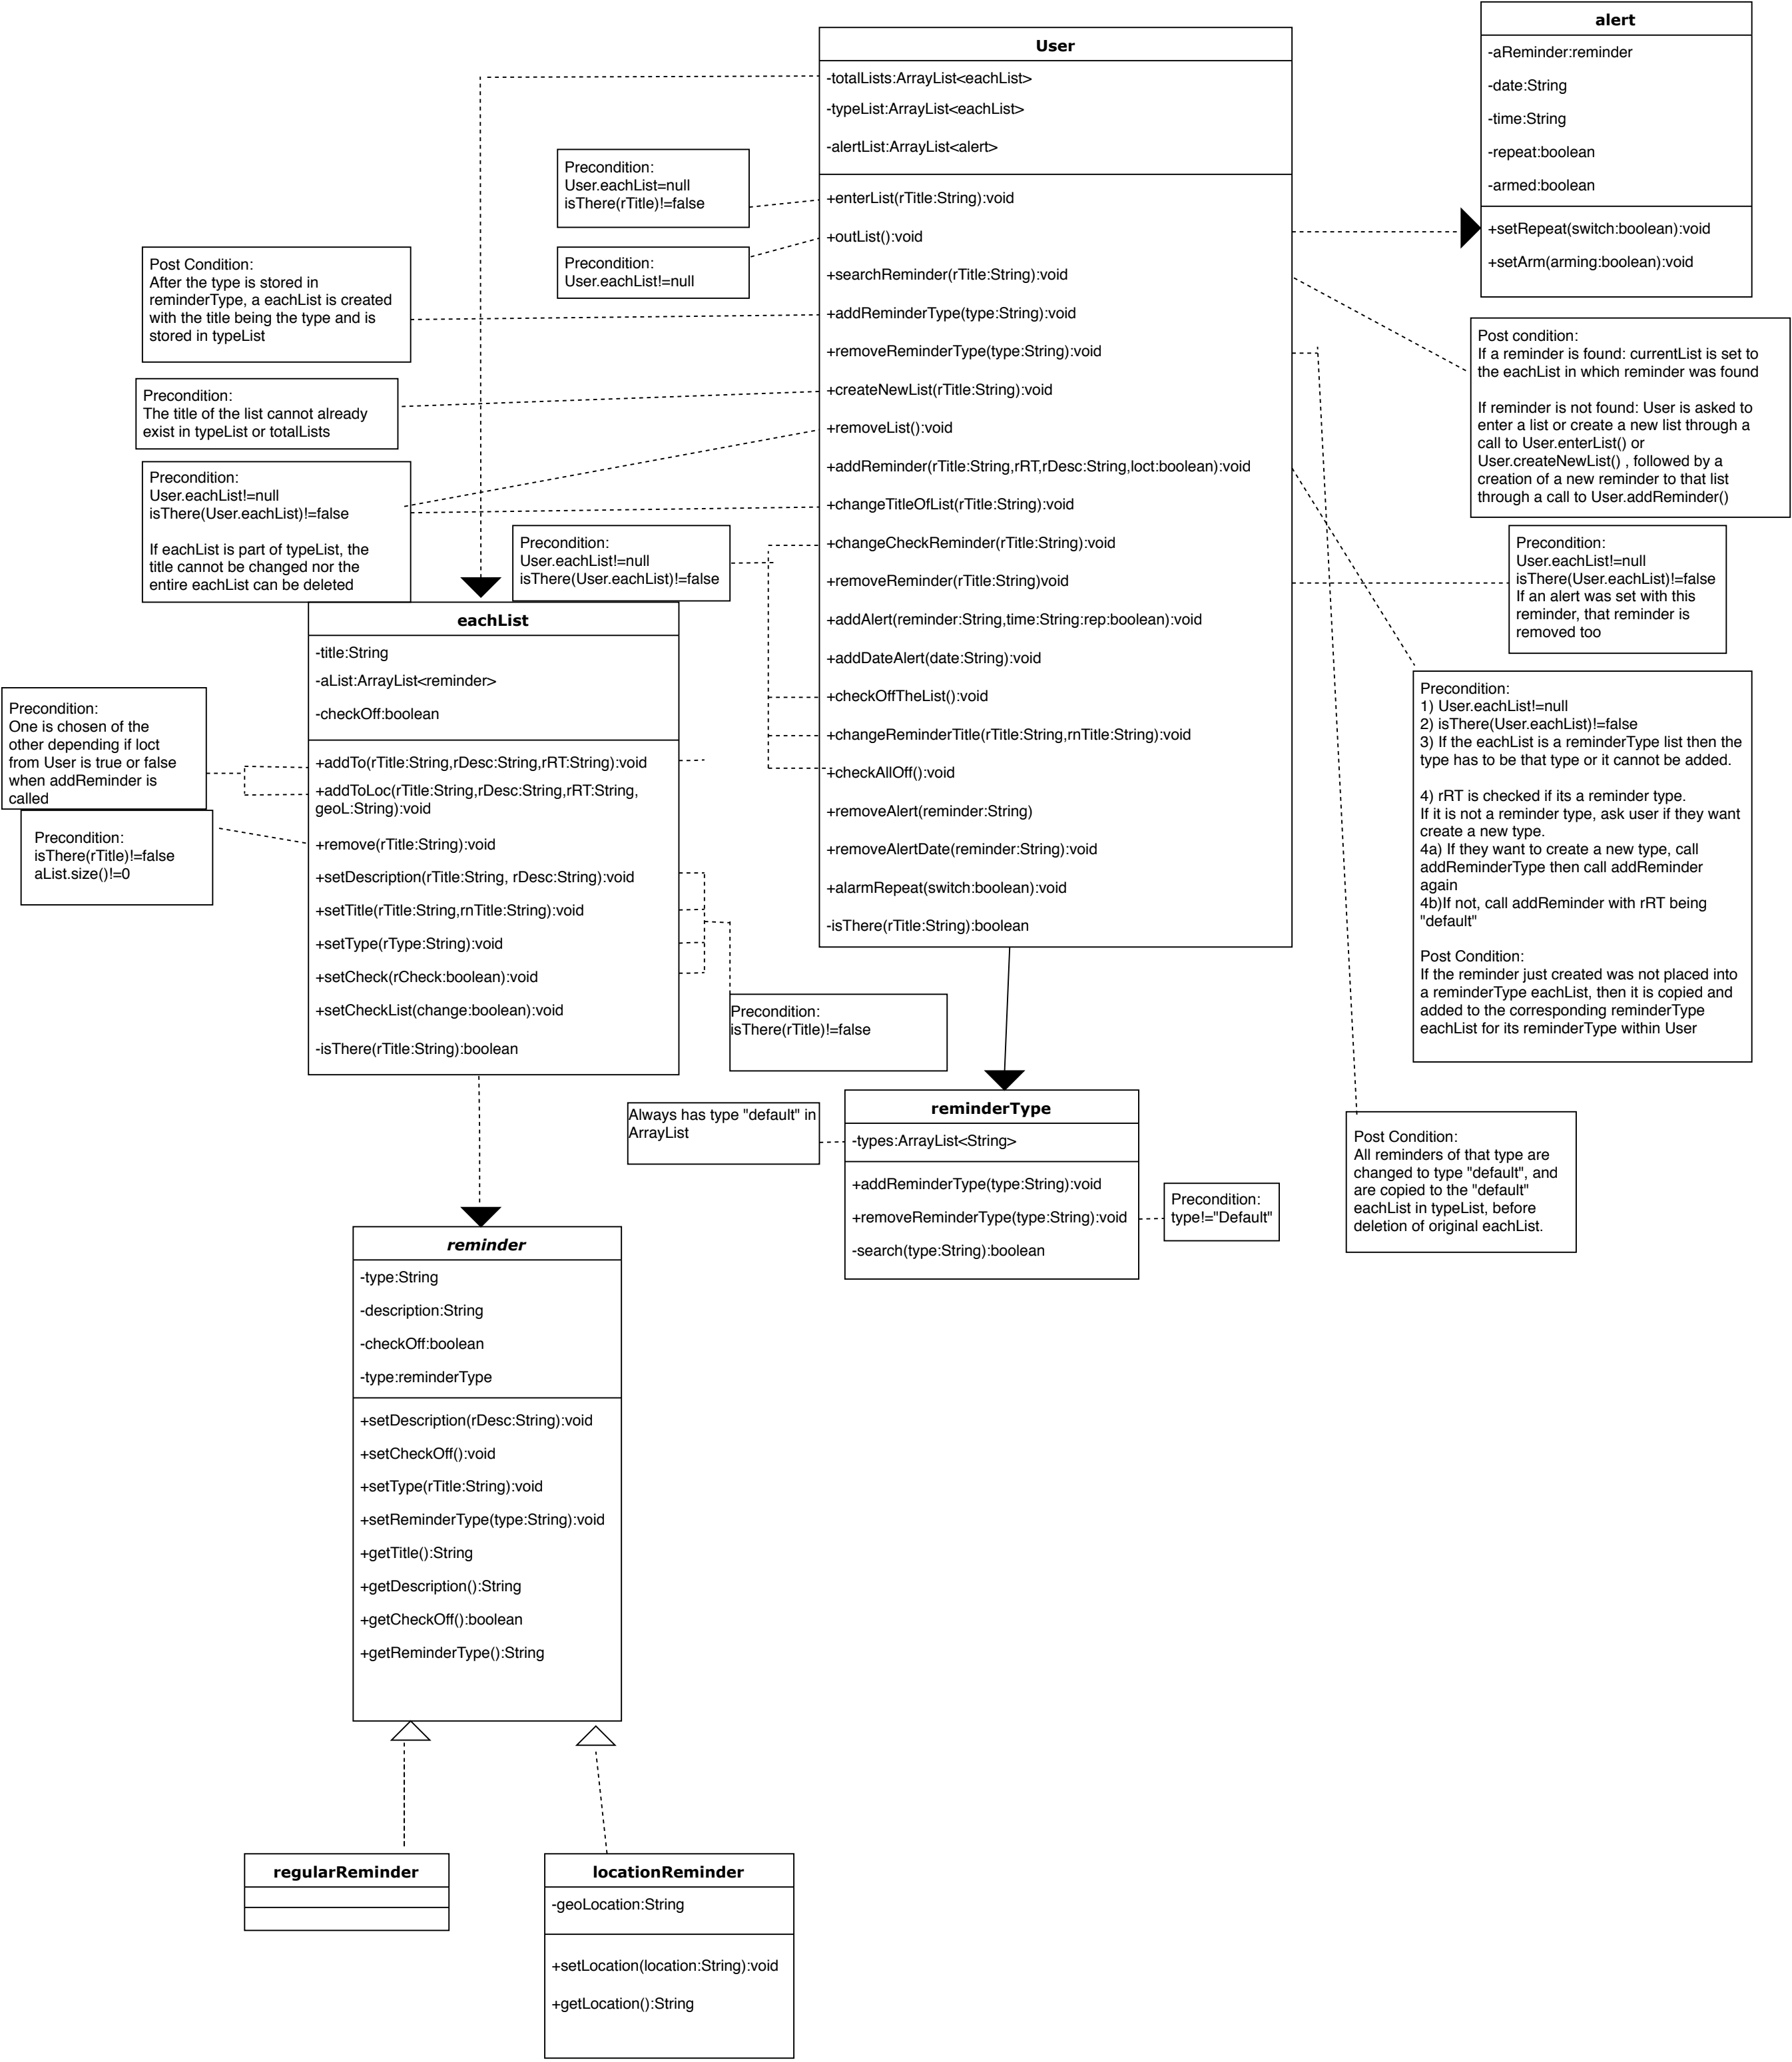 User
-totalLists:ArrayList<eachList>
-typeList:ArrayList<eachList>
-alertList:ArrayList<alert>
+enterList(rTitle:String):void
+outList():void
+searchReminder(rTitle:String):void
+addReminderType(type:String):void
+removeReminderType(type:String):void
+createNewList(rTitle:String):void
+removeList():void
+addReminder(rTitle:String,rRT,rDesc:String,loct:boolean):void
+changeTitleOfList(rTitle:String):void
+changeCheckReminder(rTitle:String):void
+removeReminder(rTitle:String)void
+addAlert(reminder:String,time:String:rep:boolean):void
+addDateAlert(date:String):void
+checkOffTheList():void
+changeReminderTitle(rTitle:String,rnTitle:String):void
+checkAllOff():void
+removeAlert(reminder:String)
+removeAlertDate(reminder:String):void
+alarmRepeat(switch:boolean):void
-isThere(rTitle:String):boolean
alert
-aReminder:reminder
-date:String
-time:String
-repeat:boolean
-armed:boolean
+setRepeat(switch:boolean):void
+setArm(arming:boolean):void
Precondition:
User.eachList=null
isThere(rTitle)!=false
Precondition:
User.eachList!=null
Post Condition:
After the type is stored in
reminderType, a eachList is created
with the title being the type and is
stored in typeList
Precondition:
The title of the list cannot already
exist in typeList or totalLists
Precondition:
User.eachList!=null
isThere(User.eachList)!=false
If eachList is part of typeList, the
title cannot be changed nor the
entire eachList can be deleted
Precondition:
User.eachList!=null
isThere(User.eachList)!=false
Post condition:
If a reminder is found: currentList is set to
the eachList in which reminder was found
If reminder is not found: User is asked to
enter a list or create a new list through a
call to User.enterList() or
User.createNewList() , followed by a
creation of a new reminder to that list
through a call to User.addReminder()
Precondition:
User.eachList!=null
isThere(User.eachList)!=false
If an alert was set with this
reminder, that reminder is
removed too
Precondition:
1) User.eachList!=null
2) isThere(User.eachList)!=false
3) If the eachList is a reminderType list then the
type has to be that type or it cannot be added.
4) rRT is checked if its a reminder type.
If it is not a reminder type, ask user if they want
create a new type.
4a) If they want to create a new type, call
addReminderType then call addReminder
again
4b)If not, call addReminder with rRT being
"default"
Post Condition:
If the reminder just created was not placed into
a reminderType eachList, then it is copied and
added to the corresponding reminderType
eachList for its reminderType within User
eachList
-title:String
-aList:ArrayList<reminder>
-checkOff:boolean
+addTo(rTitle:String,rDesc:String,rRT:String):void
+addToLoc(rTitle:String,rDesc:String,rRT:String,
geoL:String):void
+remove(rTitle:String):void
+setDescription(rTitle:String, rDesc:String):void
+setTitle(rTitle:String,rnTitle:String):void
+setType(rType:String):void
+setCheck(rCheck:boolean):void
+setCheckList(change:boolean):void
-isThere(rTitle:String):boolean
Precondition:
One is chosen of the
other depending if loct
from User is true or false
when addReminder is
called
Precondition:
isThere(rTitle)!=false
aList.size()!=0
Precondition:
isThere(rTitle)!=false
Always has type "default" in
ArrayList
reminderType
-types:ArrayList<String>
+addReminderType(type:String):void
+removeReminderType(type:String):void
-search(type:String):boolean
Precondition:
type!="Default"
Post Condition:
All reminders of that type are
changed to type "default", and
are copied to the "default"
eachList in typeList, before
deletion of original eachList.
reminder
-type:String
-description:String
-checkOff:boolean
-type:reminderType
+setDescription(rDesc:String):void
+setCheckOff():void
+setType(rTitle:String):void
+setReminderType(type:String):void
+getTitle():String
+getDescription():String
+getCheckOff():boolean
+getReminderType():String
regularReminder
locationReminder
-geoLocation:String
+setLocation(location:String):void
+getLocation():String